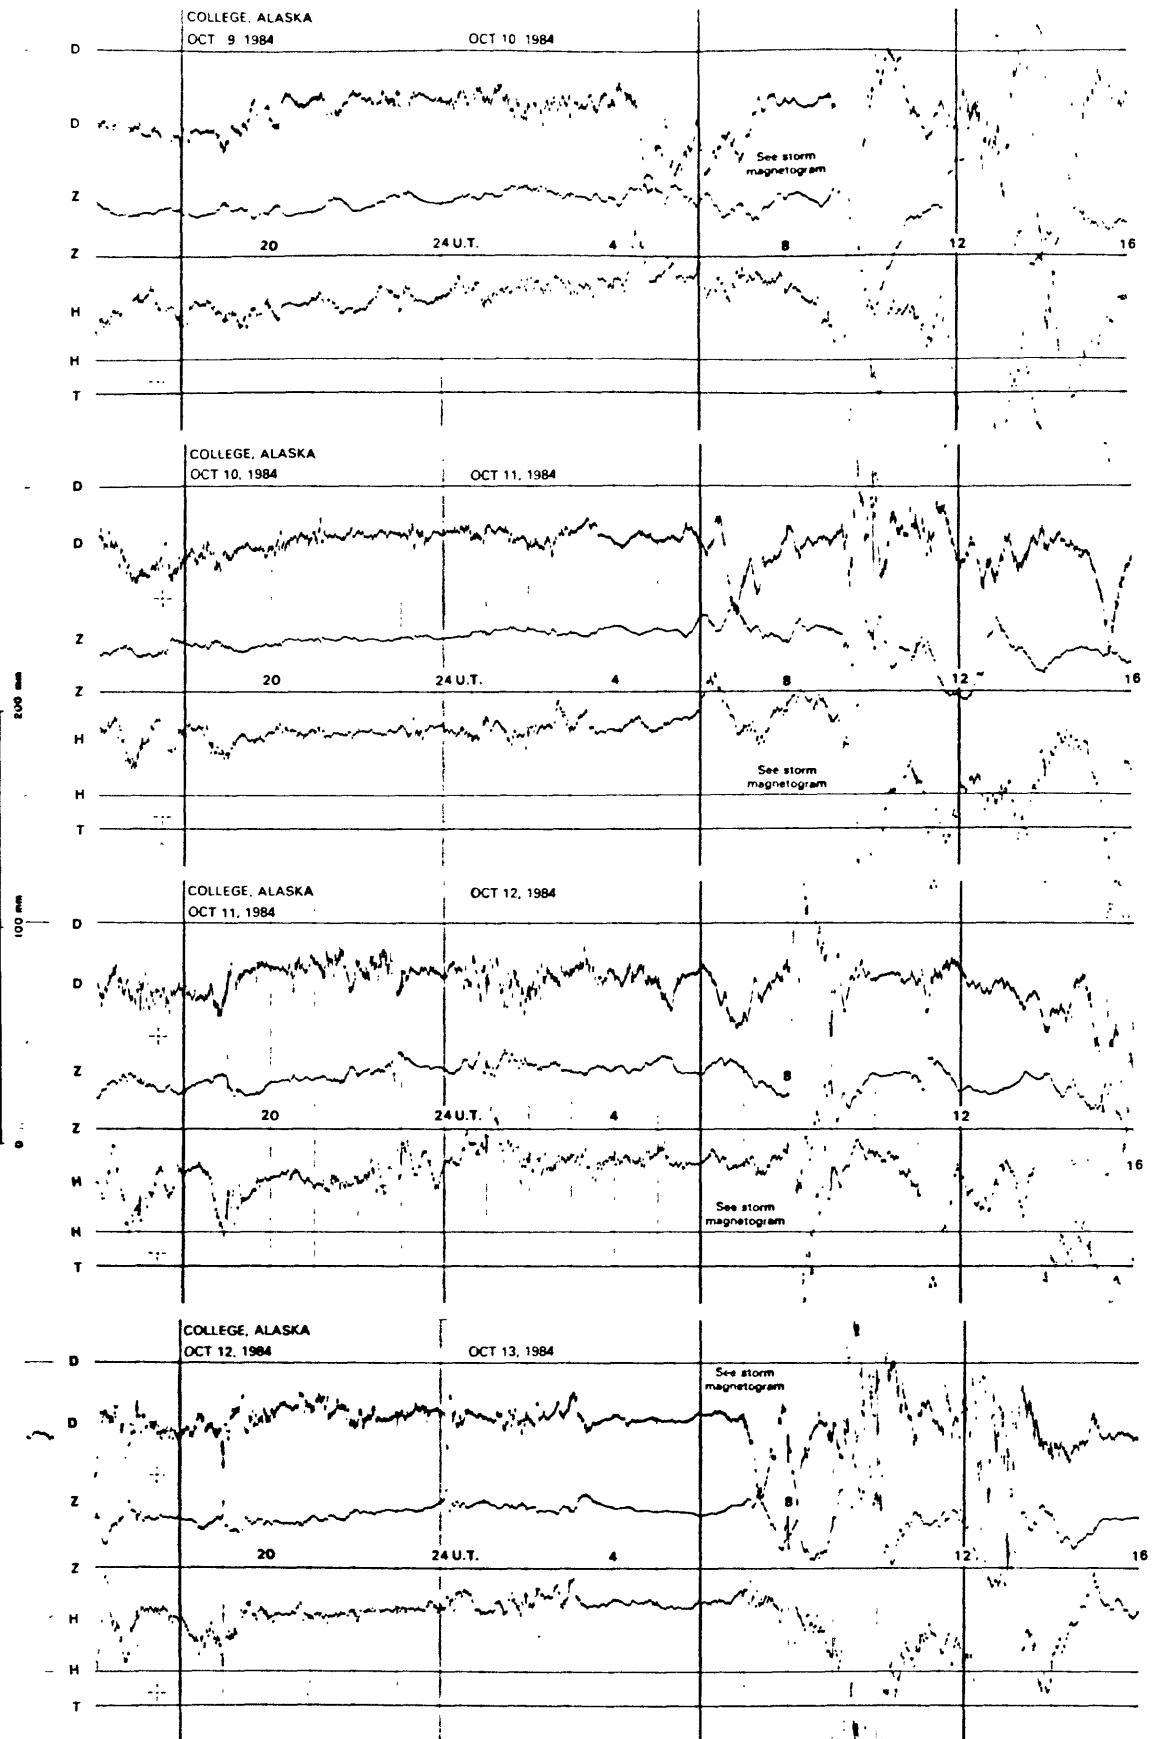 COLLEGE, ALASKA
OCT 9 1984 OCT 10 1984
D
D
See storm
magnetogram
Z
20 24 U.T. 4 8 12 16
Z
H
H
T
COLLEGE, ALASKA
OCT 10, 1984 OCT 11, 1984
D
D
Z
20 24 U.T. 4 8 12 16
Z
H
See storm
magnetogram
H
T
200 mm
100 mm
0
COLLEGE, ALASKA OCT 12, 1984
OCT 11, 1984
D
D
Z
8
20 24 U.T. 4 12
Z
16
H
See storm
magnetogram
H
T
COLLEGE, ALASKA
OCT 12, 1984 OCT 13, 1984
D
See storm
magnetogram
D
Z
8
20 24 U.T. 4 12 16
Z
H
H
T